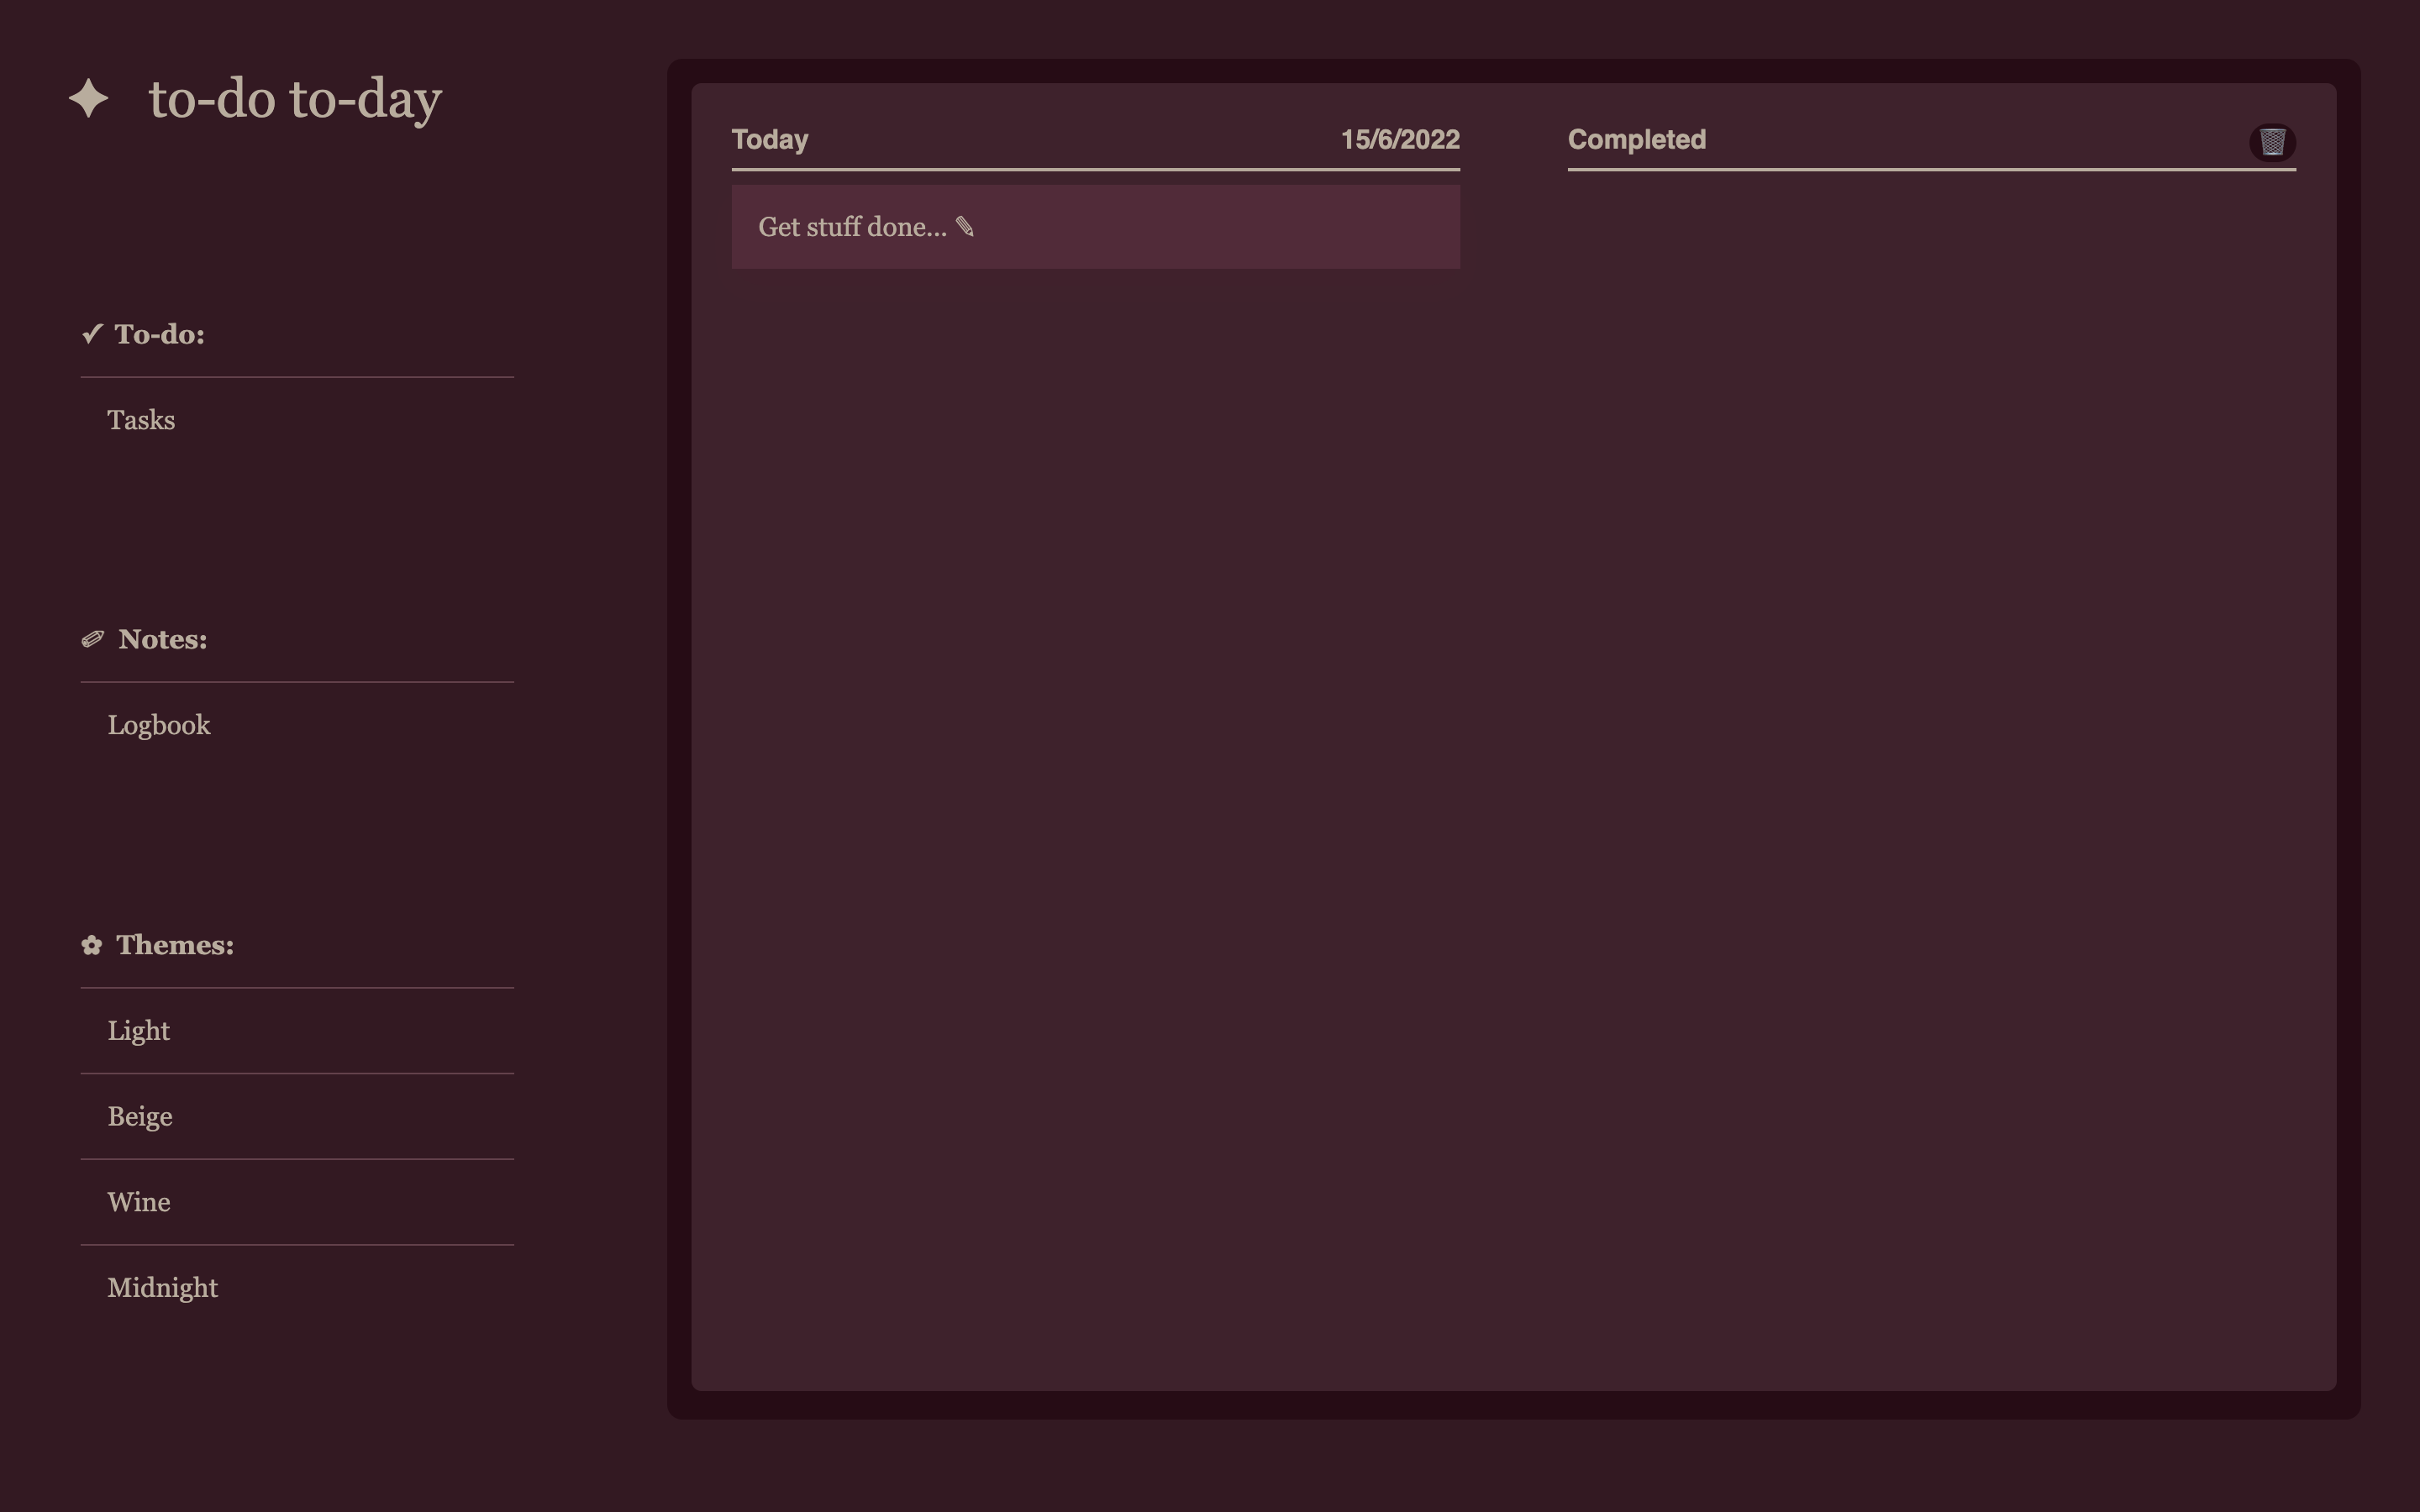 ✦ to-do to-day
✓ To-do:
Tasks
✐ Notes:
Logbook
✿ Themes:
Light
Beige
Wine
Midnight
Today 15/6/2022
Get stuff done... ✎
Completed 🗑